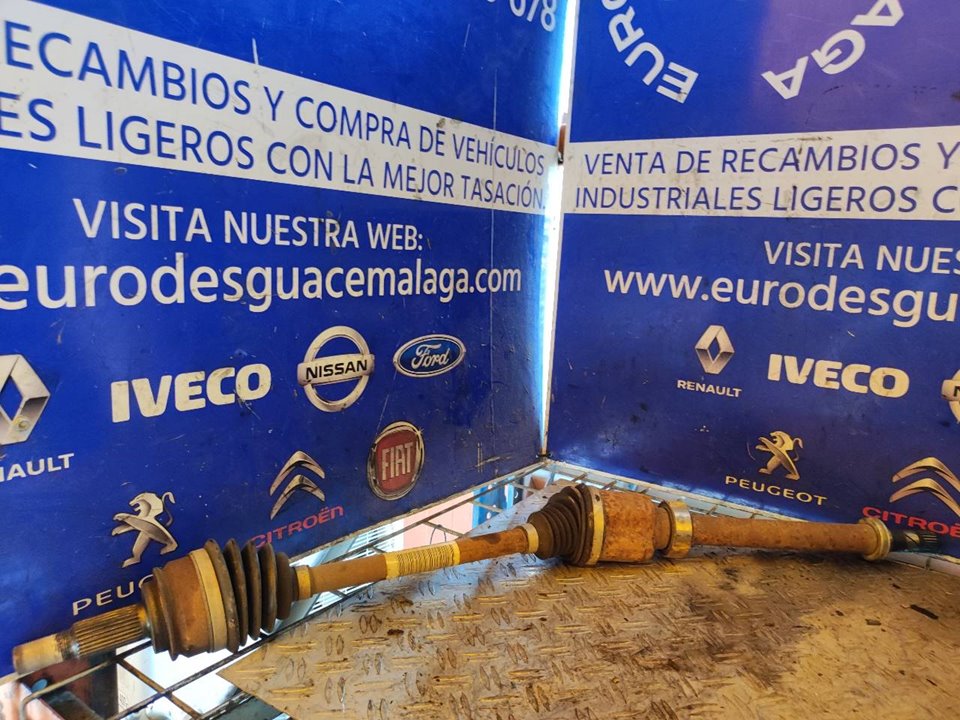 678
RECAMBIOS Y COMPRA DE VEHÍCULOS
ES LIGEROS CON LA MEJOR TASACIÓN.
VISITA NUESTRA WEB:
eurodesguacemalaga.com
RENAULT
IVECO
NISSAN
Ford
PEUGEOT
CITROËN
FIAT
EURO
AGA
VENTA DE RECAMBIOS Y
INDUSTRIALES LIGEROS C
VISITA NUES
www.eurodesgu
RENAULT
IVECO
PEUGEOT
CITROËN